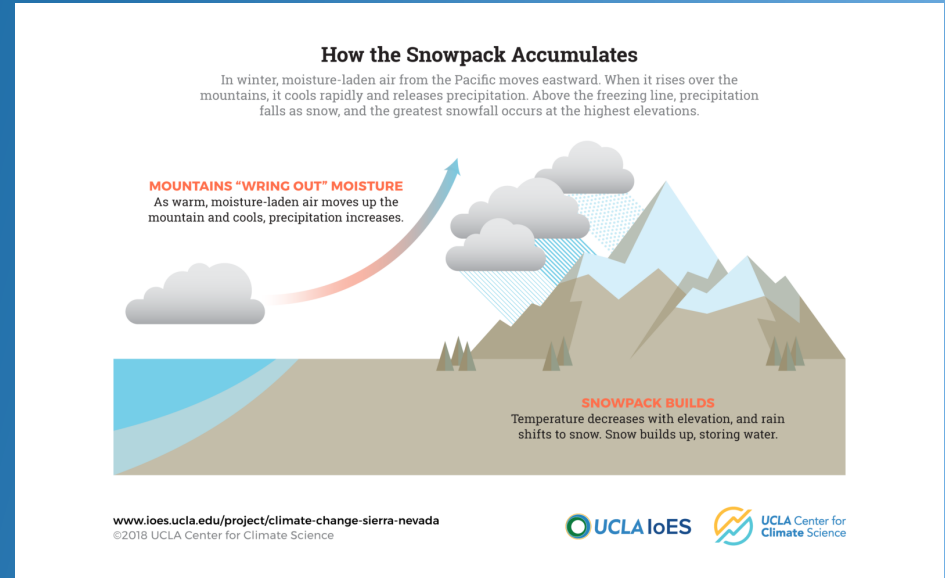 How the Snowpack Accumulates
In winter, moisture-laden air from the Pacific moves eastward. When it rises over the
mountains, it cools rapidly and releases precipitation. Above the freezing line, precipitation
falls as snow, and the greatest snowfall occurs at the highest elevations.
MOUNTAINS “WRING OUT” MOISTURE
As warm, moisture-laden air moves up the
mountain and cools, precipitation increases.
SNOWPACK BUILDS
Temperature decreases with elevation, and rain
shifts to snow. Snow builds up, storing water.
www.ioes.ucla.edu/project/climate-change-sierra-nevada
©2018 UCLA Center for Climate Science
UCLA IoES
UCLA Center for
Climate Science